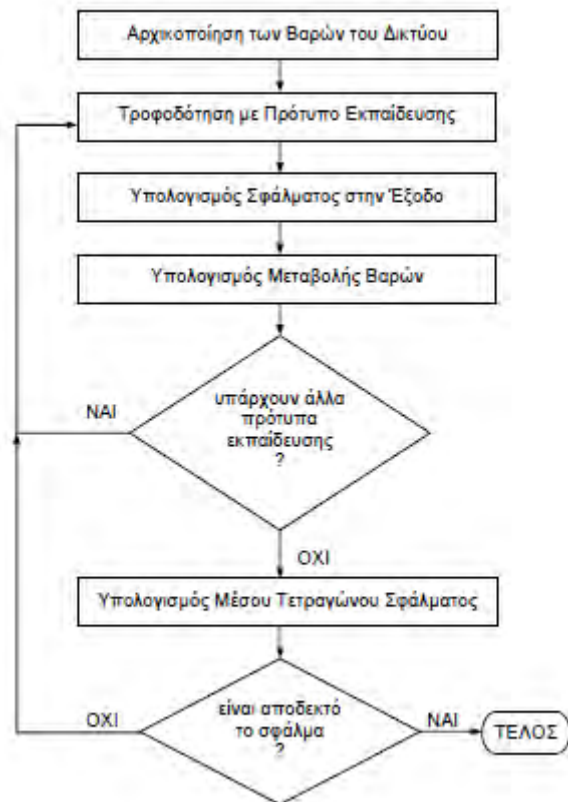 Αρχικοποίηση των Βαρών του Δικτύου
Τροφοδότηση με Πρότυπο Εκπαίδευσης
Υπολογισμός Σφάλματος στην Έξοδο
Υπολογισμός Μεταβολής Βαρών
ΝΑΙ
υπάρχουν άλλα
πρότυπα
εκπαίδευσης
?
ΟΧΙ
Υπολογισμός Μέσου Τετραγώνου Σφάλματος
ΟΧΙ
είναι αποδεκτό
το σφάλμα
?
ΝΑΙ
ΤΕΛΟΣ